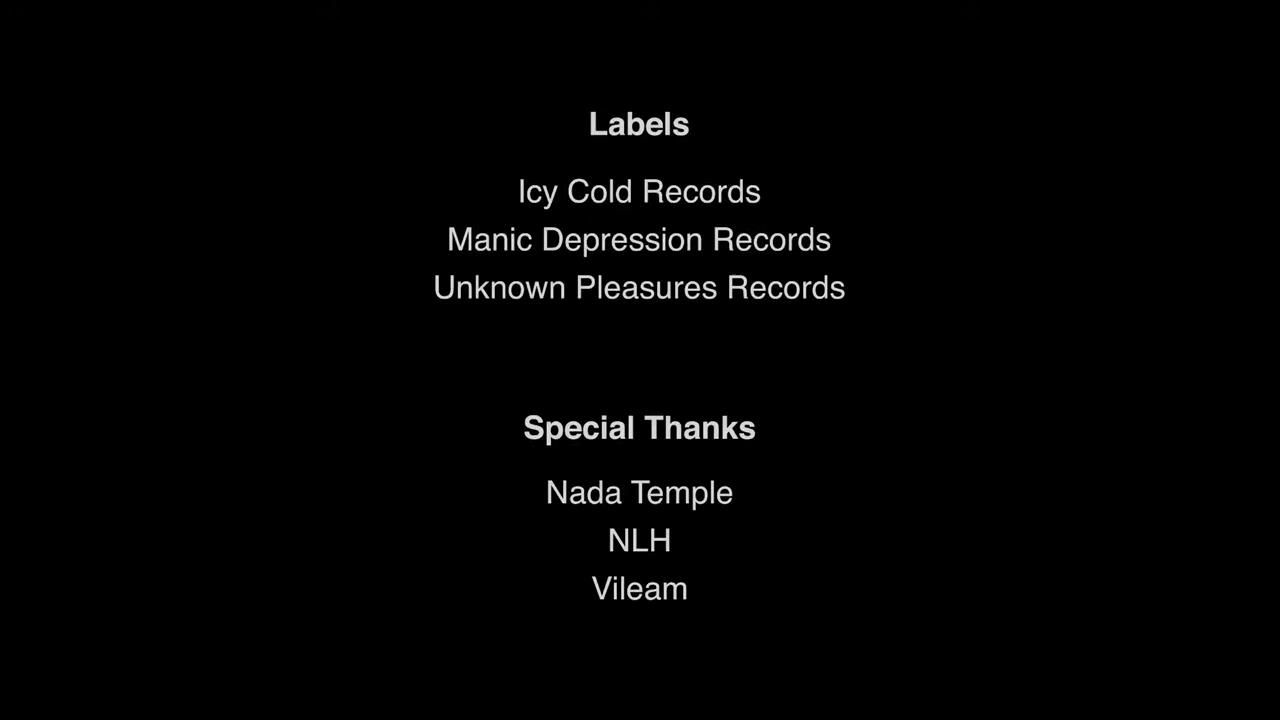 Labels
Icy Cold Records
Manic Depression Records
Unknown Pleasures Records
Special Thanks
Nada Temple
NLH
Vileam